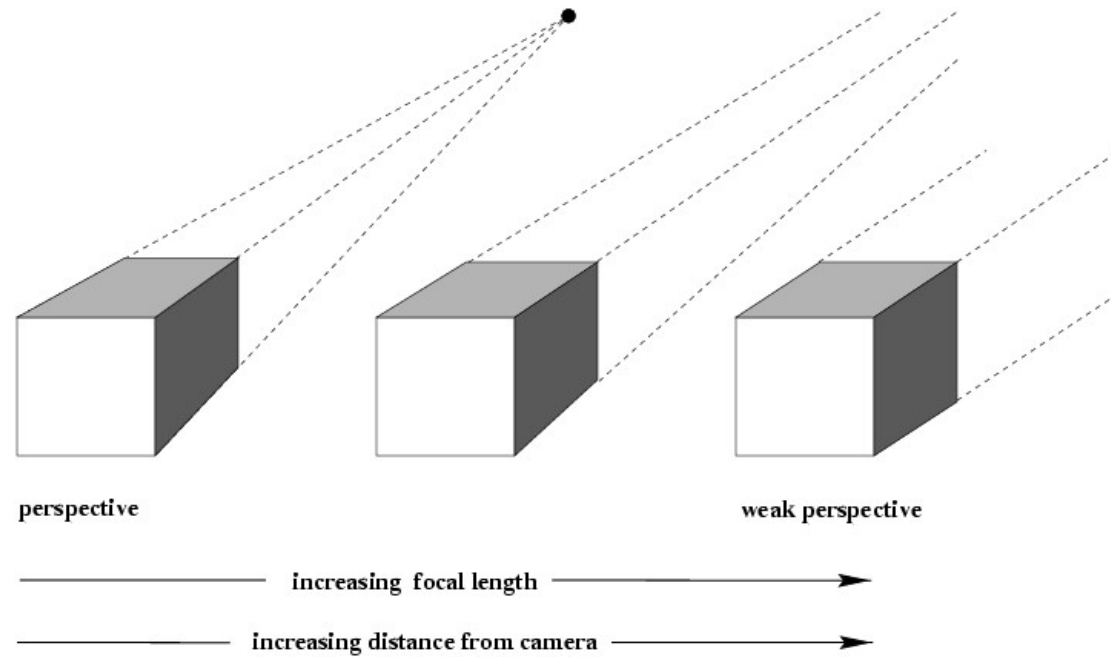 perspective
weak perspective
increasing focal length
increasing distance from camera